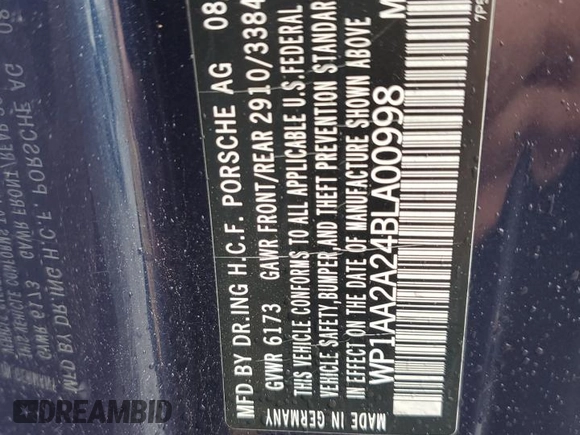 MFD BY DR.ING H.C.F. PORSCHE AG 08
GVWR 6173 GAWR FRONT/REAR 2910/3384
THIS VEHICLE CONFORMS TO ALL APPLICABLE U.S.FEDERAL
VEHICLE SAFETY,BUMPER,AND THEFT PREVENTION STANDAR
IN EFFECT ON THE DATE OF MANUFACTURE SHOWN ABOVE
WP1AA2A24BLA00998
MADE IN GERMANY
DREAMBID